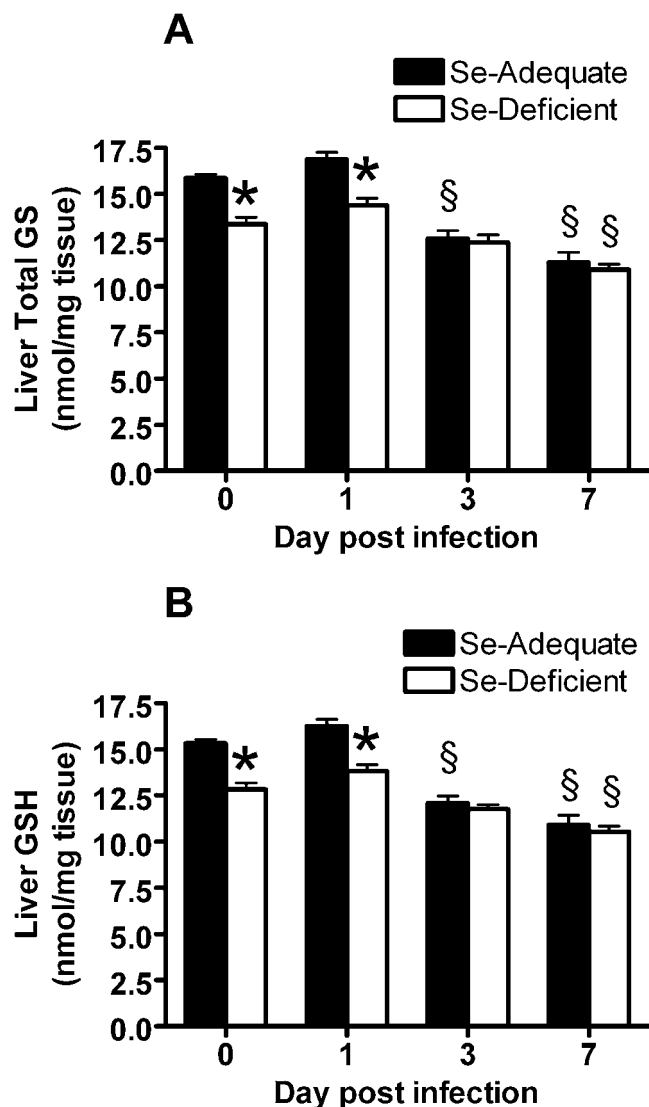 A
Se-Adequate
Se-Deficient
Liver Total GS
(nmol/mg tissue)
17.5
15.0
12.5
10.0
7.5
5.0
2.5
0.0
* * § § §
0 1 3 7
Day post infection
B
Se-Adequate
Se-Deficient
Liver GSH
(nmol/mg tissue)
17.5
15.0
12.5
10.0
7.5
5.0
2.5
0.0
* * § § §
0 1 3 7
Day post infection